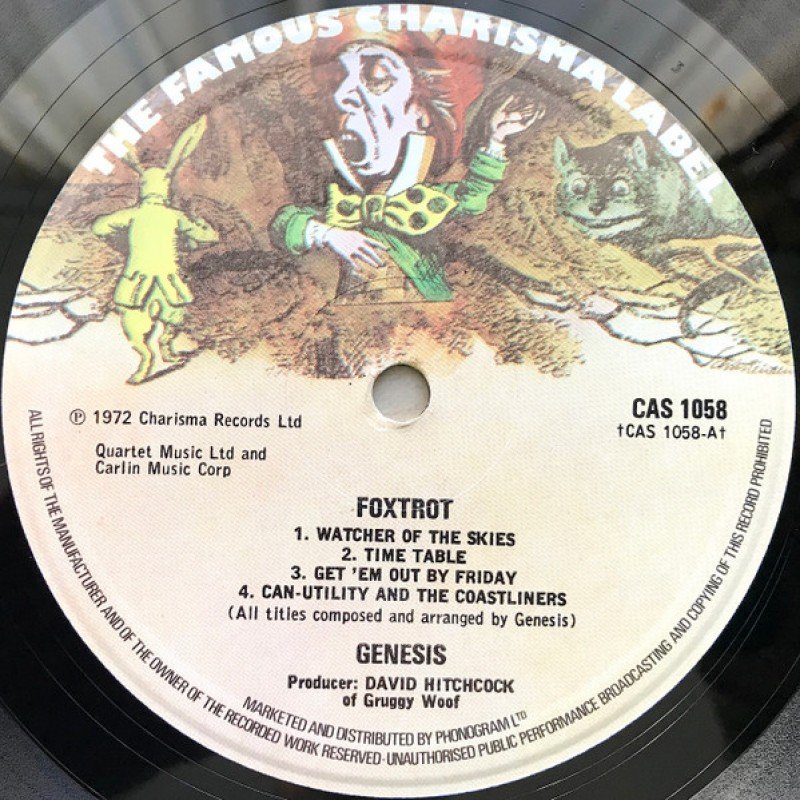 THE FAMOUS CHARISMA LABEL
℗ 1972 Charisma Records Ltd
Quartet Music Ltd and
Carlin Music Corp
CAS 1058
†CAS 1058-A†
FOXTROT
1. WATCHER OF THE SKIES
2. TIME TABLE
3. GET 'EM OUT BY FRIDAY
4. CAN-UTILITY AND THE COASTLINERS
(All titles composed and arranged by Genesis)
GENESIS
Producer: DAVID HITCHCOCK
of Gruggy Woof
MARKETED AND DISTRIBUTED BY PHONOGRAM LTD
ALL RIGHTS OF THE MANUFACTURER AND OF THE OWNER OF THE RECORDED WORK RESERVED-UNAUTHORISED PUBLIC PERFORMANCE BROADCASTING AND COPYING OF THIS RECORD PROHIBITED